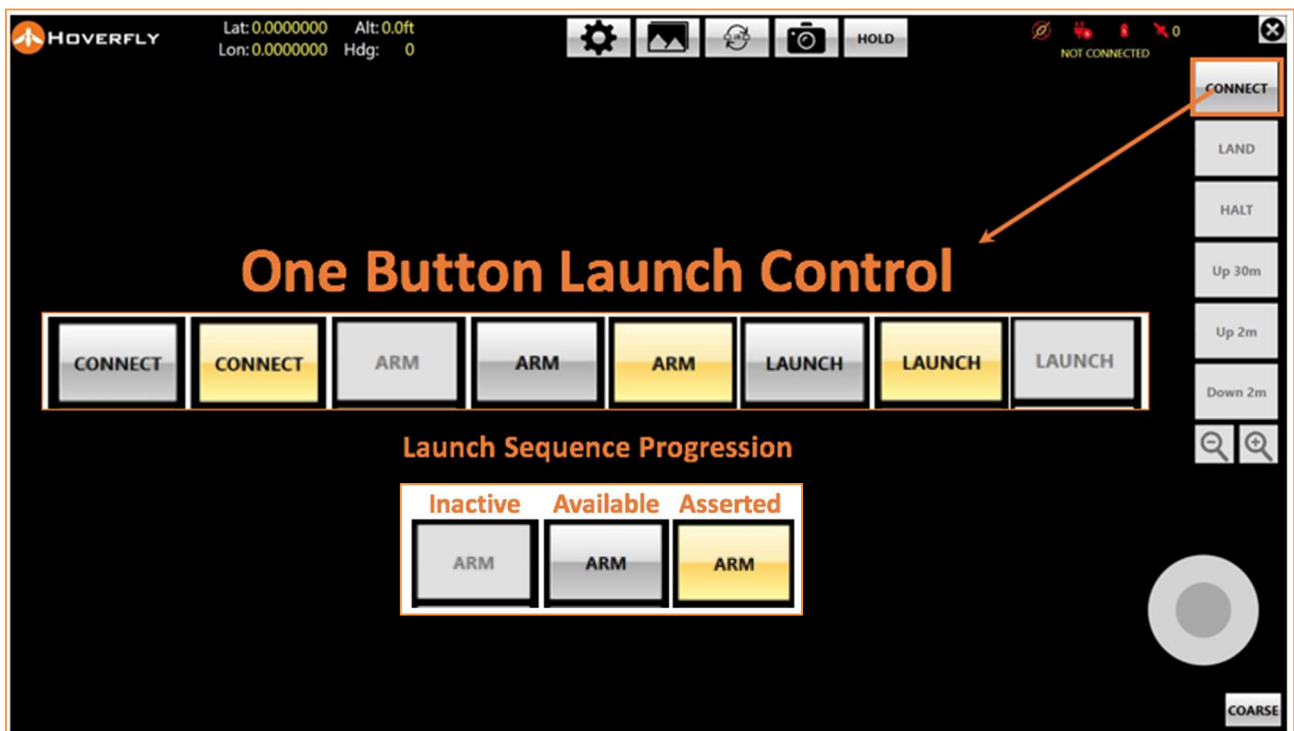 HOVERFLY
Lat: 0.0000000 Alt: 0.0ft
Lon: 0.0000000 Hdg: 0
HOLD
0
NOT CONNECTED
CONNECT
LAND
HALT
Up 30m
Up 2m
Down 2m
One Button Launch Control
CONNECT CONNECT ARM ARM ARM LAUNCH LAUNCH LAUNCH
Launch Sequence Progression
Inactive Available Asserted
ARM ARM ARM
COARSE